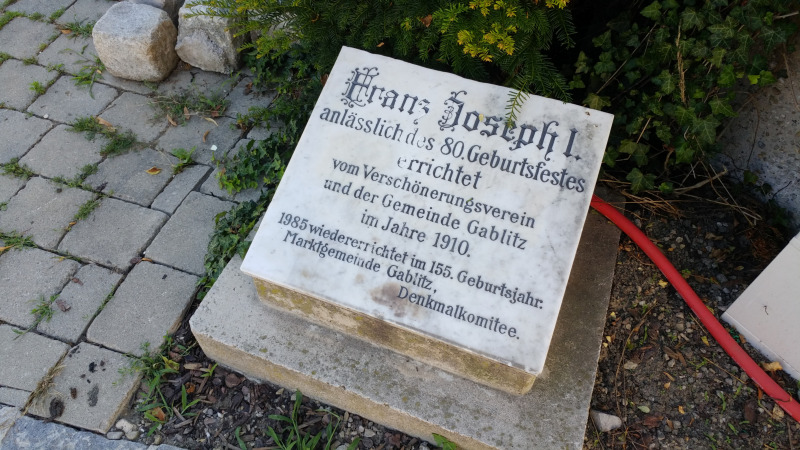 Franz Joseph I.
anlässlich des 80. Geburtsfestes
errichtet
vom Verschönerungsverein
und der Gemeinde Gablitz
im Jahre 1910.
1985 wiedererrichtet im 155. Geburtsjahr.
Marktgemeinde Gablitz,
Denkmalkomitee.